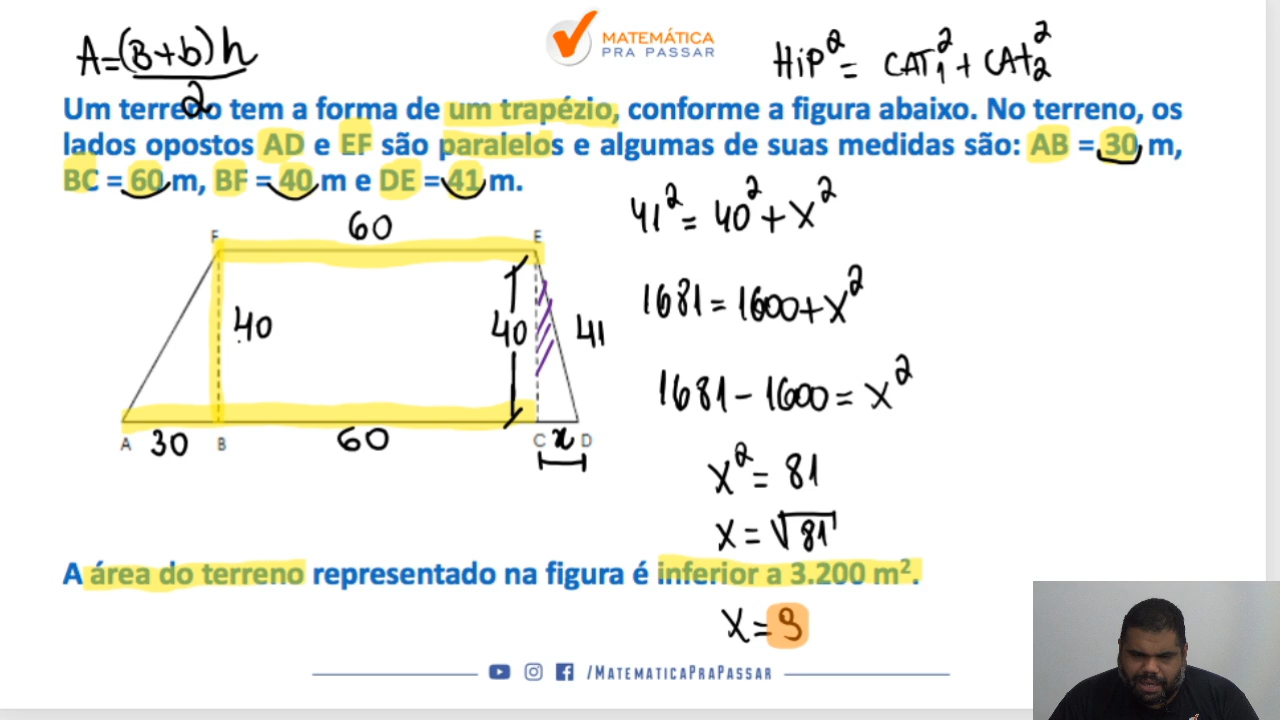 A=(B+b)h
2
MATEMÁTICA
PRA PASSAR
HiP²= CAT₁²+CAt₂²
Um terreno tem a forma de um trapézio, conforme a figura abaixo. No terreno, os
lados opostos AD e EF são paralelos e algumas de suas medidas são: AB = 30 m,
BC = 60 m, BF = 40 m e DE = 41 m.
60
F
E
40
40
41
A 30 B 60 C x D
41²=40²+x²
1681=1600+x²
1681-1600=x²
x²=81
x=√81
A área do terreno representado na figura é inferior a 3.200 m².
x=9
/MatematicaPraPassar